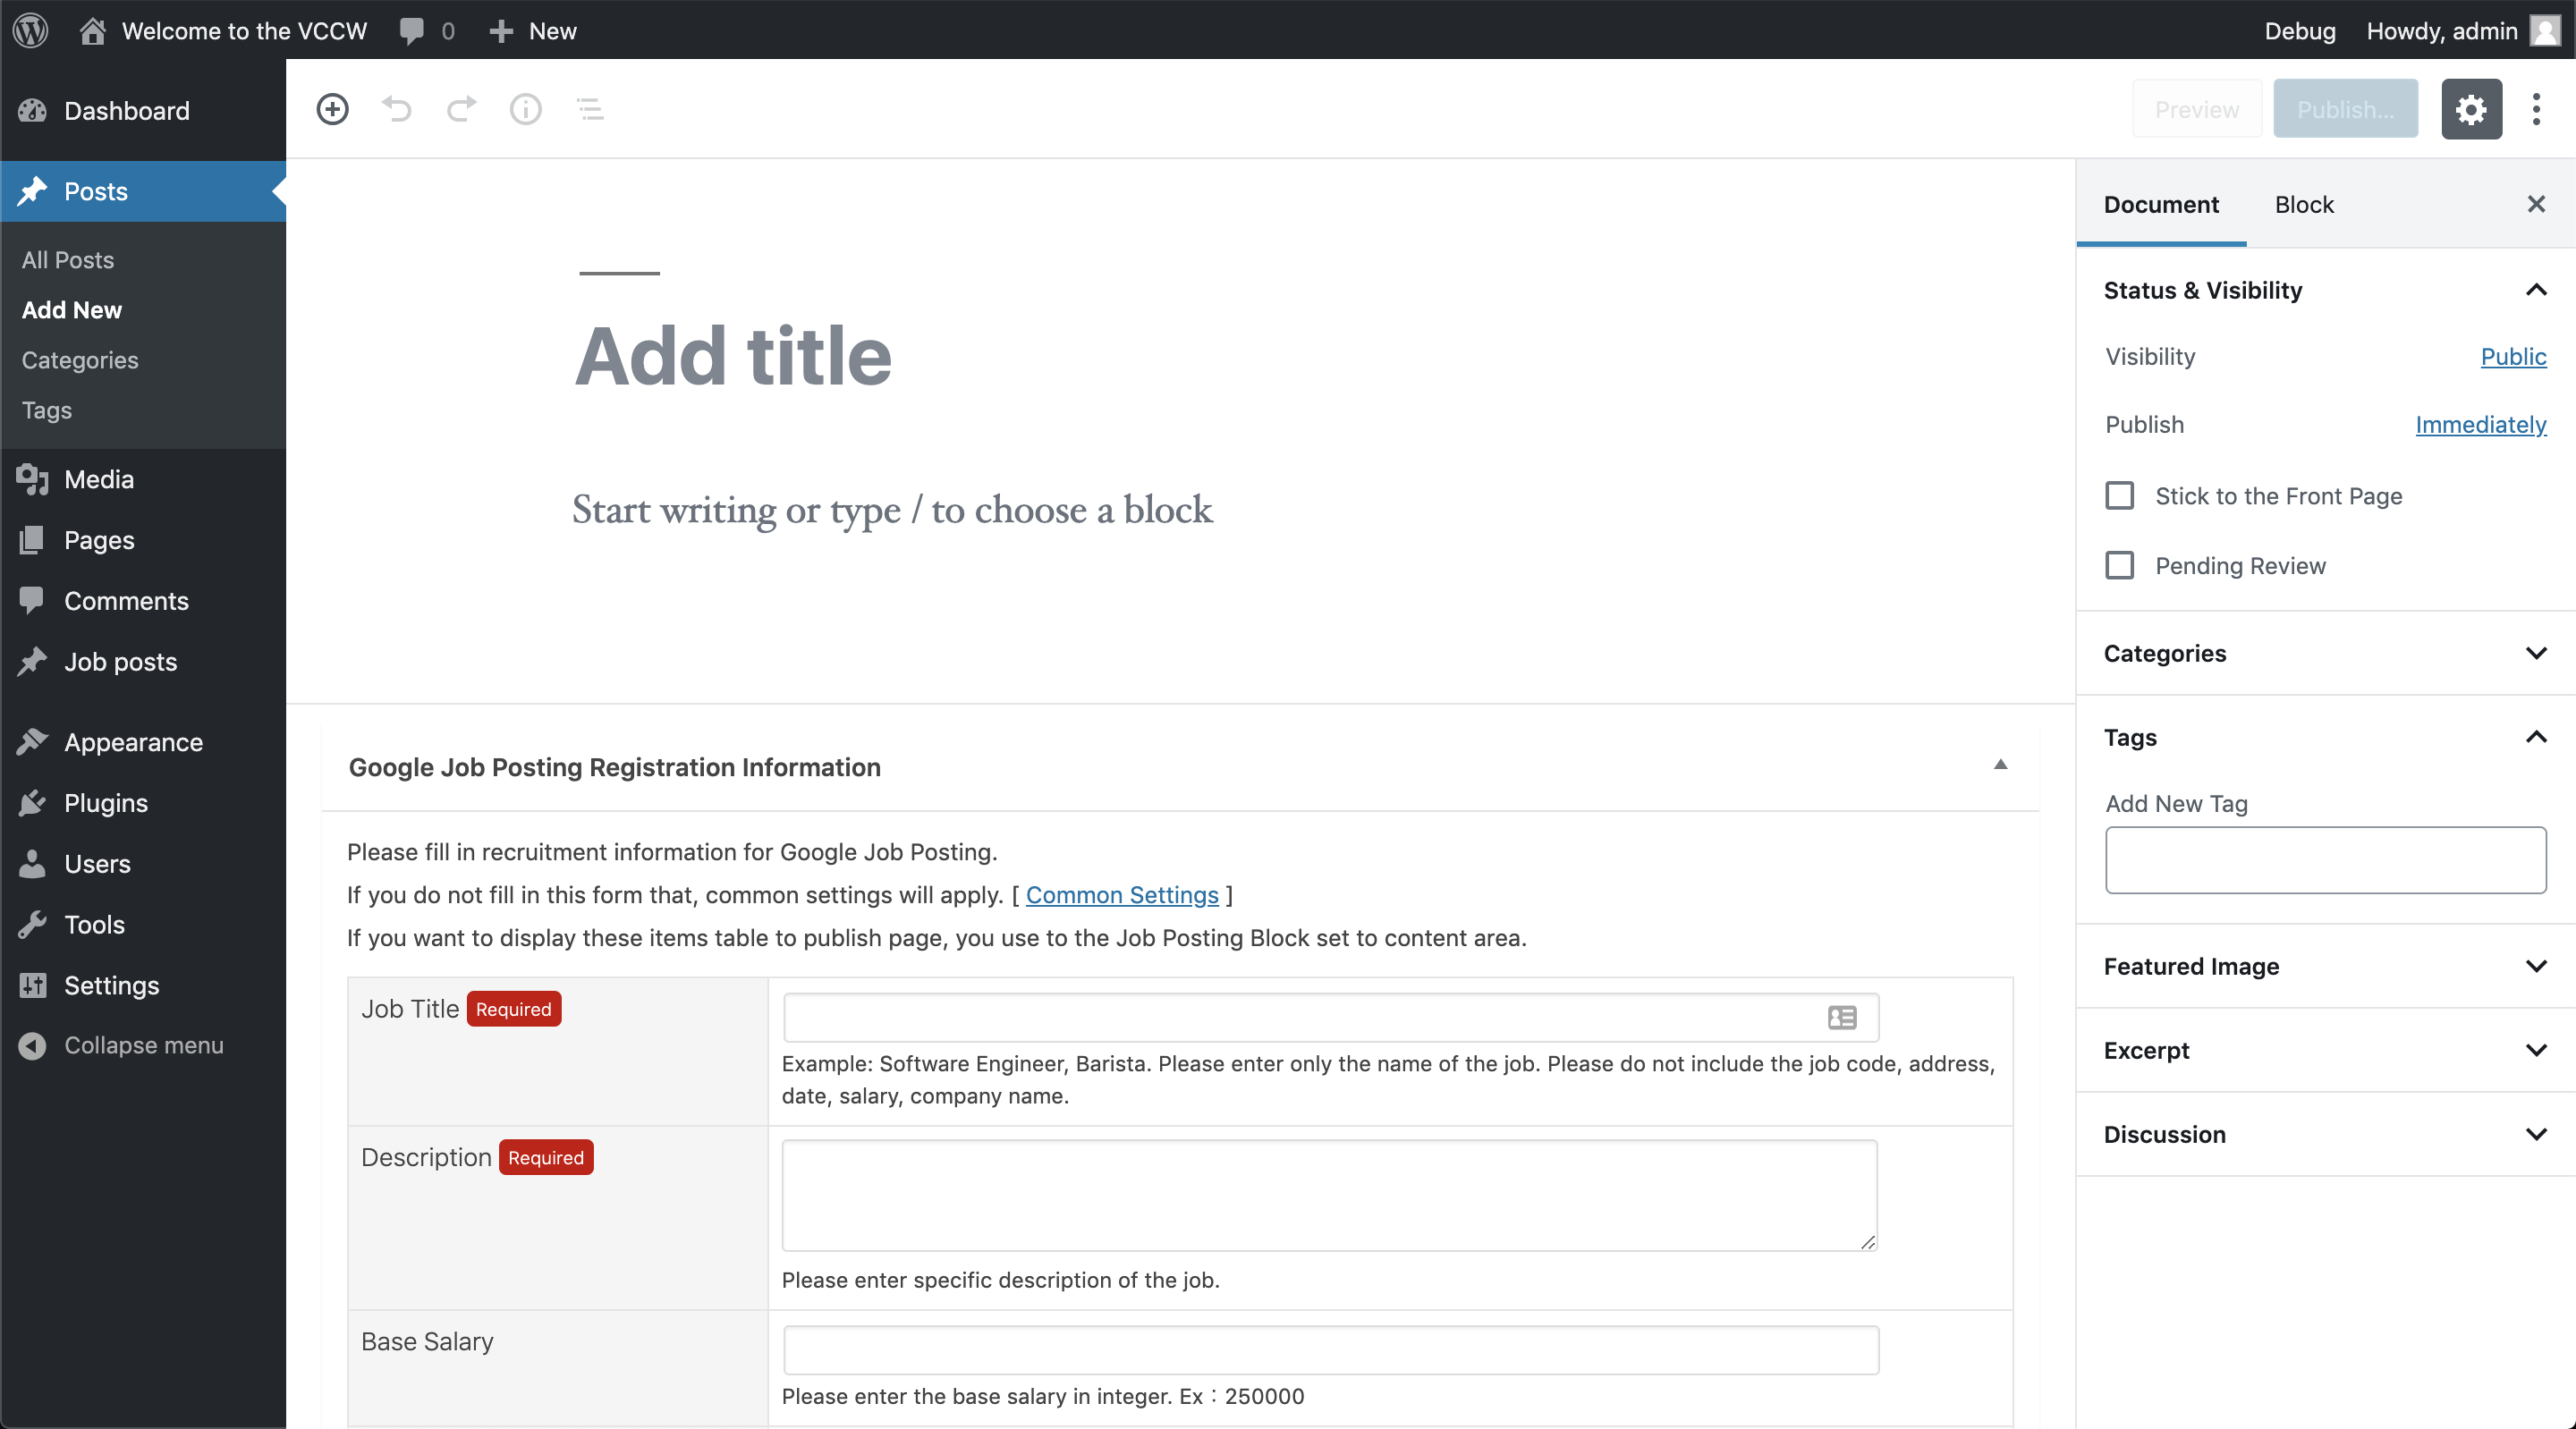 Welcome to the VCCW
0
New
Debug
Howdy, admin
Dashboard
Posts
All Posts
Add New
Categories
Tags
Media
Pages
Comments
Job posts
Appearance
Plugins
Users
Tools
Settings
Collapse menu
Preview
Publish...
Add title
Start writing or type / to choose a block
Google Job Posting Registration Information
Please fill in recruitment information for Google Job Posting.
If you do not fill in this form that, common settings will apply. [ Common Settings ]
If you want to display these items table to publish page, you use to the Job Posting Block set to content area.
Job Title Required
Example: Software Engineer, Barista. Please enter only the name of the job. Please do not include the job code, address,
date, salary, company name.
Description Required
Please enter specific description of the job.
Base Salary
Please enter the base salary in integer. Ex：250000
Document
Block
Status & Visibility
Visibility
Public
Publish
Immediately
Stick to the Front Page
Pending Review
Categories
Tags
Add New Tag
Featured Image
Excerpt
Discussion